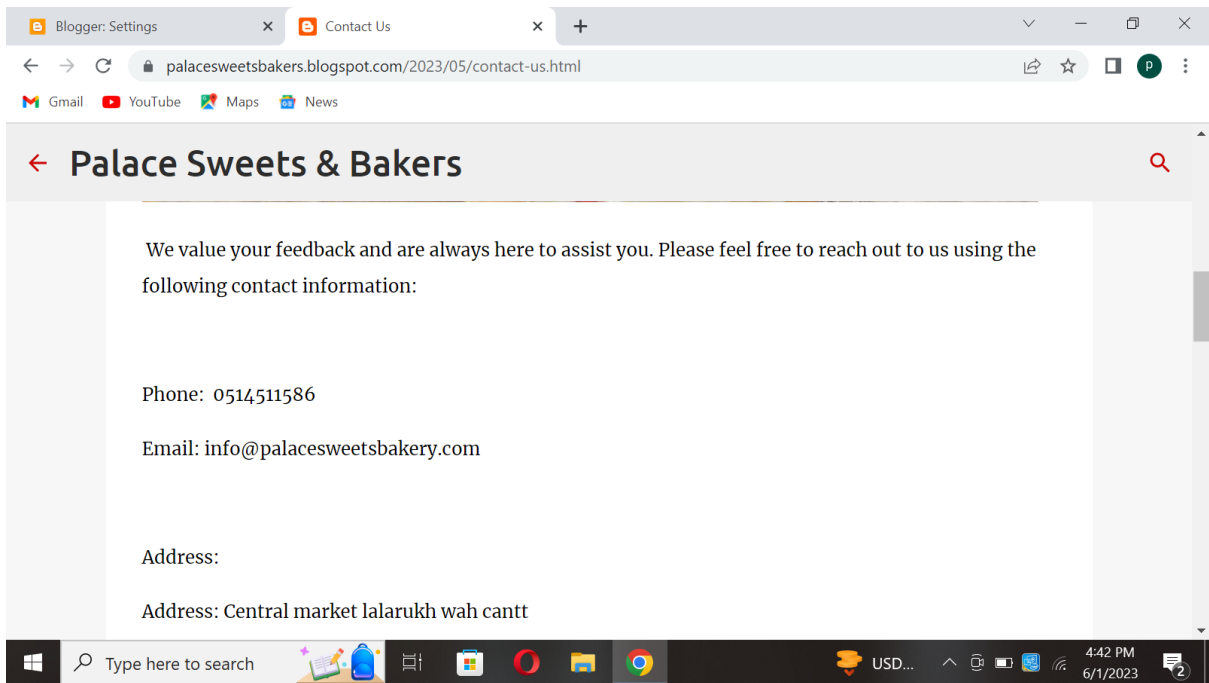 Blogger: Settings
Contact Us
palacesweetsbakers.blogspot.com/2023/05/contact-us.html
P
Gmail YouTube Maps News
Palace Sweets & Bakers
We value your feedback and are always here to assist you. Please feel free to reach out to us using the
following contact information:
Phone: 0514511586
Email: info@palacesweetsbakery.com
Address:
Address: Central market lalarukh wah cantt
Type here to search
USD...
4:42 PM
6/1/2023
2